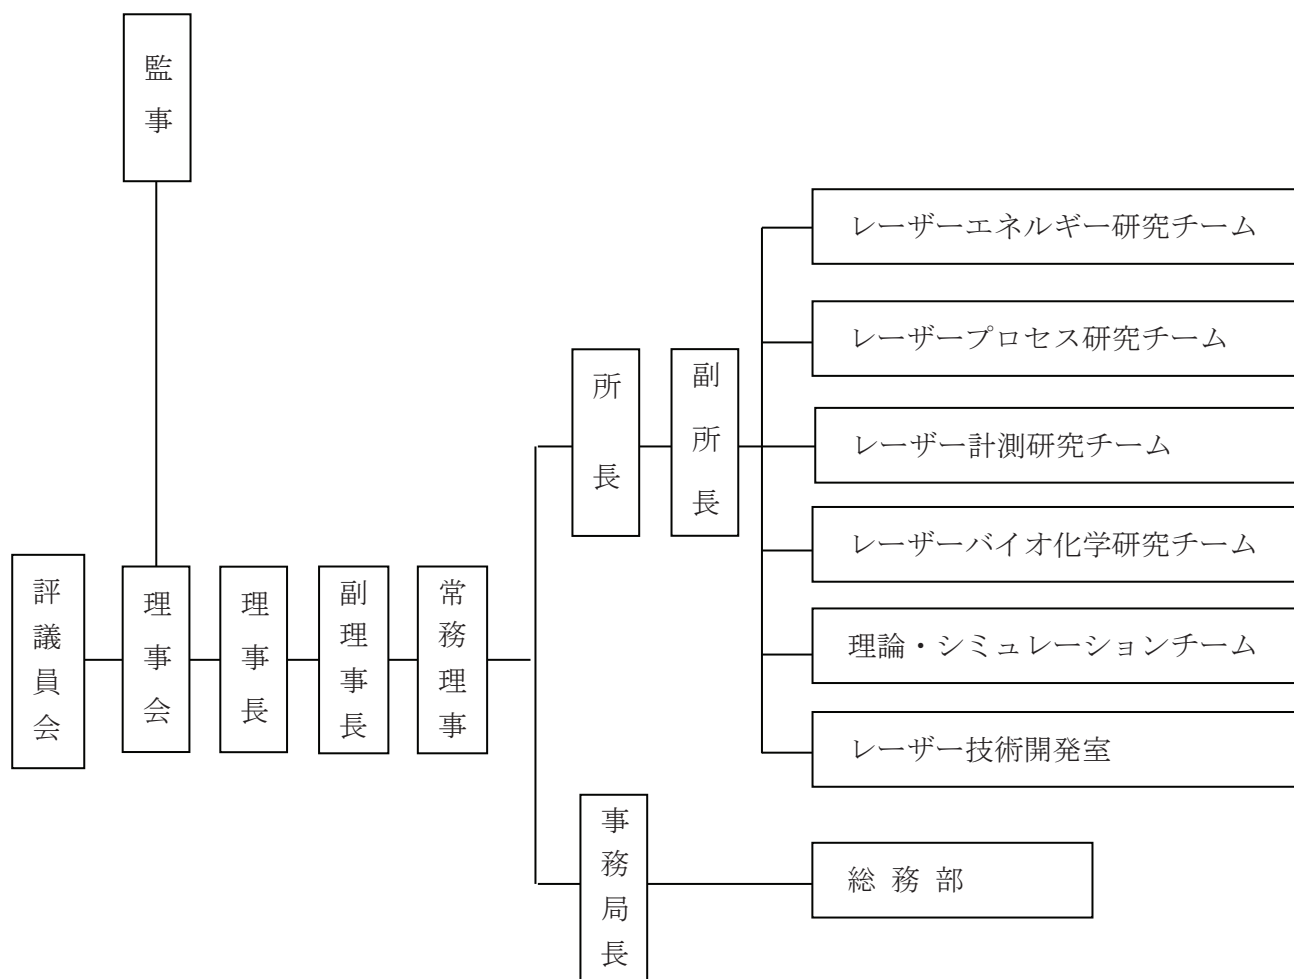 監事
評議員会
理事会
理事長
副理事長
常務理事
所長
副所長
レーザーエネルギー研究チーム
レーザープロセス研究チーム
レーザー計測研究チーム
レーザーバイオ化学研究チーム
理論・シミュレーションチーム
レーザー技術開発室
事務局長
総 務 部